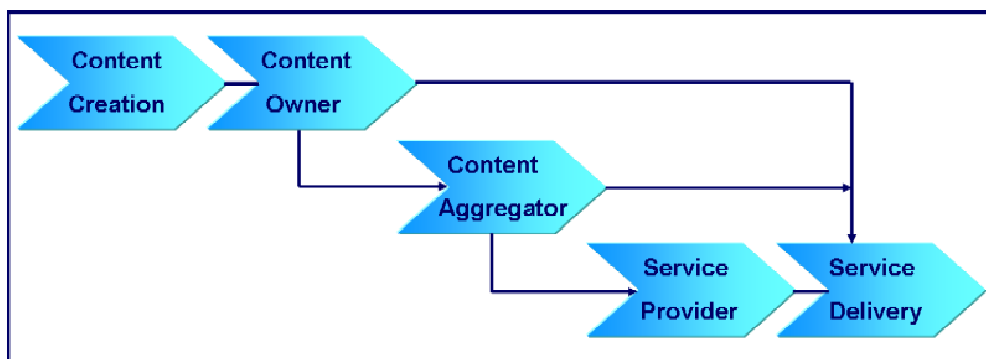 Content
Creation
Content
Owner
Content
Aggregator
Service
Provider
Service
Delivery